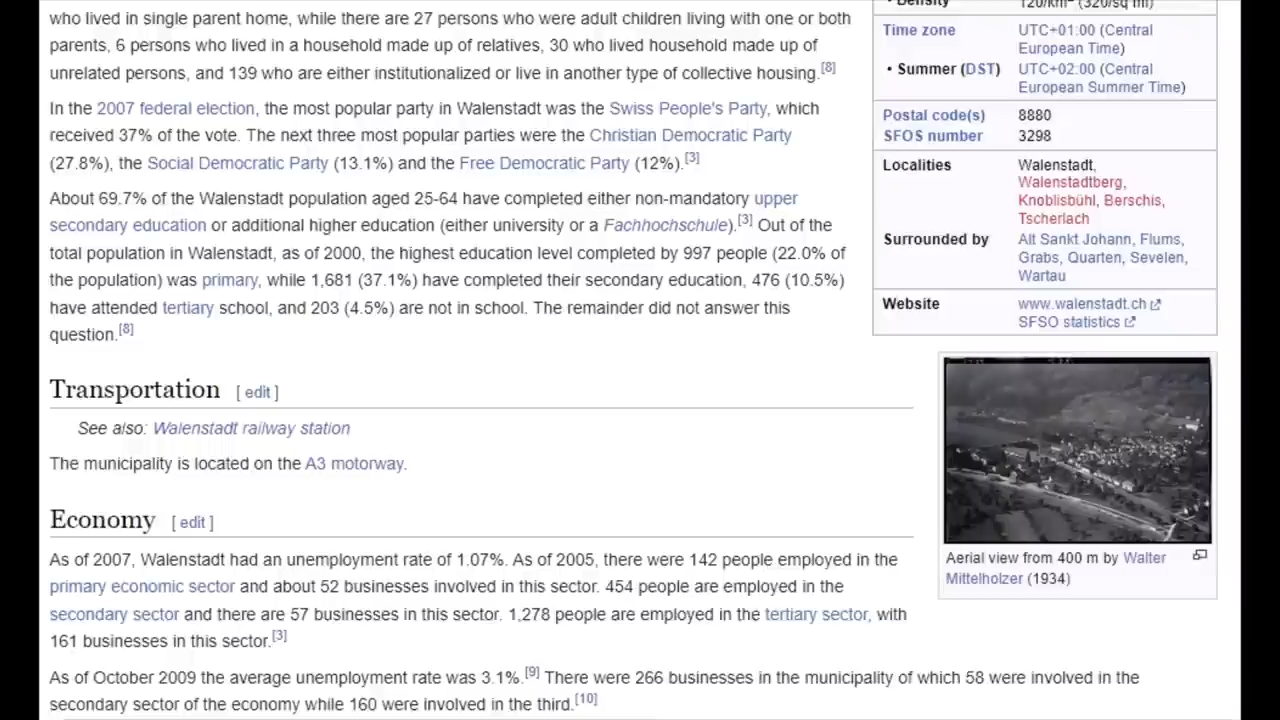 who lived in single parent home, while there are 27 persons who were adult children living with one or both
parents, 6 persons who lived in a household made up of relatives, 30 who lived household made up of
unrelated persons, and 139 who are either institutionalized or live in another type of collective housing.[8]
In the 2007 federal election, the most popular party in Walenstadt was the Swiss People's Party, which
received 37% of the vote. The next three most popular parties were the Christian Democratic Party
(27.8%), the Social Democratic Party (13.1%) and the Free Democratic Party (12%).[3]
About 69.7% of the Walenstadt population aged 25-64 have completed either non-mandatory upper
secondary education or additional higher education (either university or a Fachhochschule).[3] Out of the
total population in Walenstadt, as of 2000, the highest education level completed by 997 people (22.0% of
the population) was primary, while 1,681 (37.1%) have completed their secondary education, 476 (10.5%)
have attended tertiary school, and 203 (4.5%) are not in school. The remainder did not answer this
question.[8]
Transportation [ edit ]
See also: Walenstadt railway station
The municipality is located on the A3 motorway.
Economy [ edit ]
As of 2007, Walenstadt had an unemployment rate of 1.07%. As of 2005, there were 142 people employed in the
primary economic sector and about 52 businesses involved in this sector. 454 people are employed in the
secondary sector and there are 57 businesses in this sector. 1,278 people are employed in the tertiary sector, with
161 businesses in this sector.[3]
As of October 2009 the average unemployment rate was 3.1%.[9] There were 266 businesses in the municipality of which 58 were involved in the
secondary sector of the economy while 160 were involved in the third.[10]
• Density 120/km² (320/sq mi)
Time zone UTC+01:00 (Central
European Time)
• Summer (DST) UTC+02:00 (Central
European Summer Time)
Postal code(s) 8880
SFOS number 3298
Localities Walenstadt,
Walenstadtberg,
Knoblisbühl, Berschis,
Tscherlach
Surrounded by Alt Sankt Johann, Flums,
Grabs, Quarten, Sevelen,
Wartau
Website www.walenstadt.ch
SFSO statistics
Aerial view from 400 m by Walter
Mittelholzer (1934)